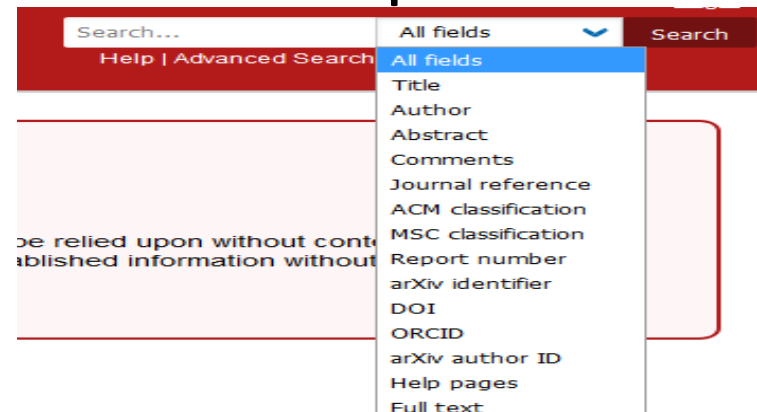 Search... All fields Search
Help | Advanced Search
All fields
Title
Author
Abstract
Comments
Journal reference
ACM classification
MSC classification
be relied upon without cont
Report number
ablished information without
arXiv identifier
DOI
ORCID
arXiv author ID
Help pages
Full text